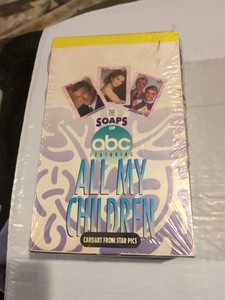 THE
SOAPS
OF
abc
FEATURING
ALL MY
CHILDREN
CARDART FROM STAR PICS